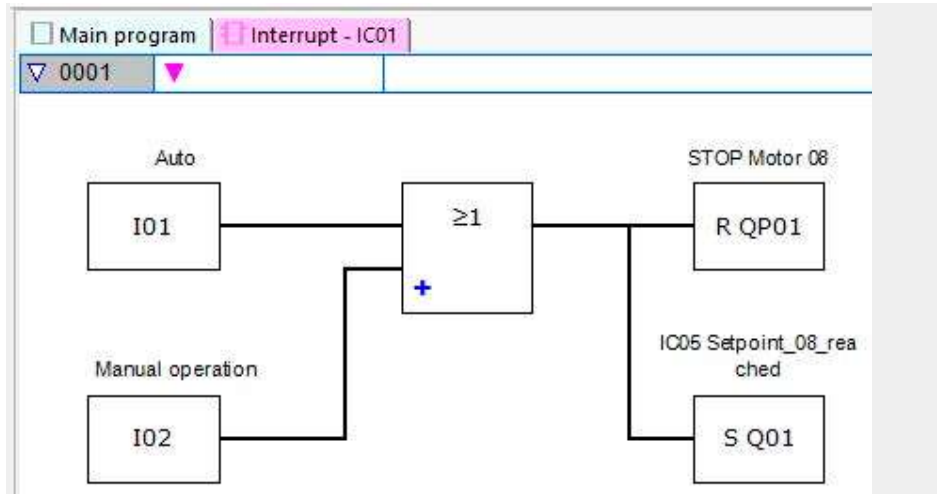 Main program
Interrupt - IC01
0001
Auto
STOP Motor 08
I01
≥1
R QP01
+
IC05 Setpoint_08_rea
ched
Manual operation
I02
S Q01